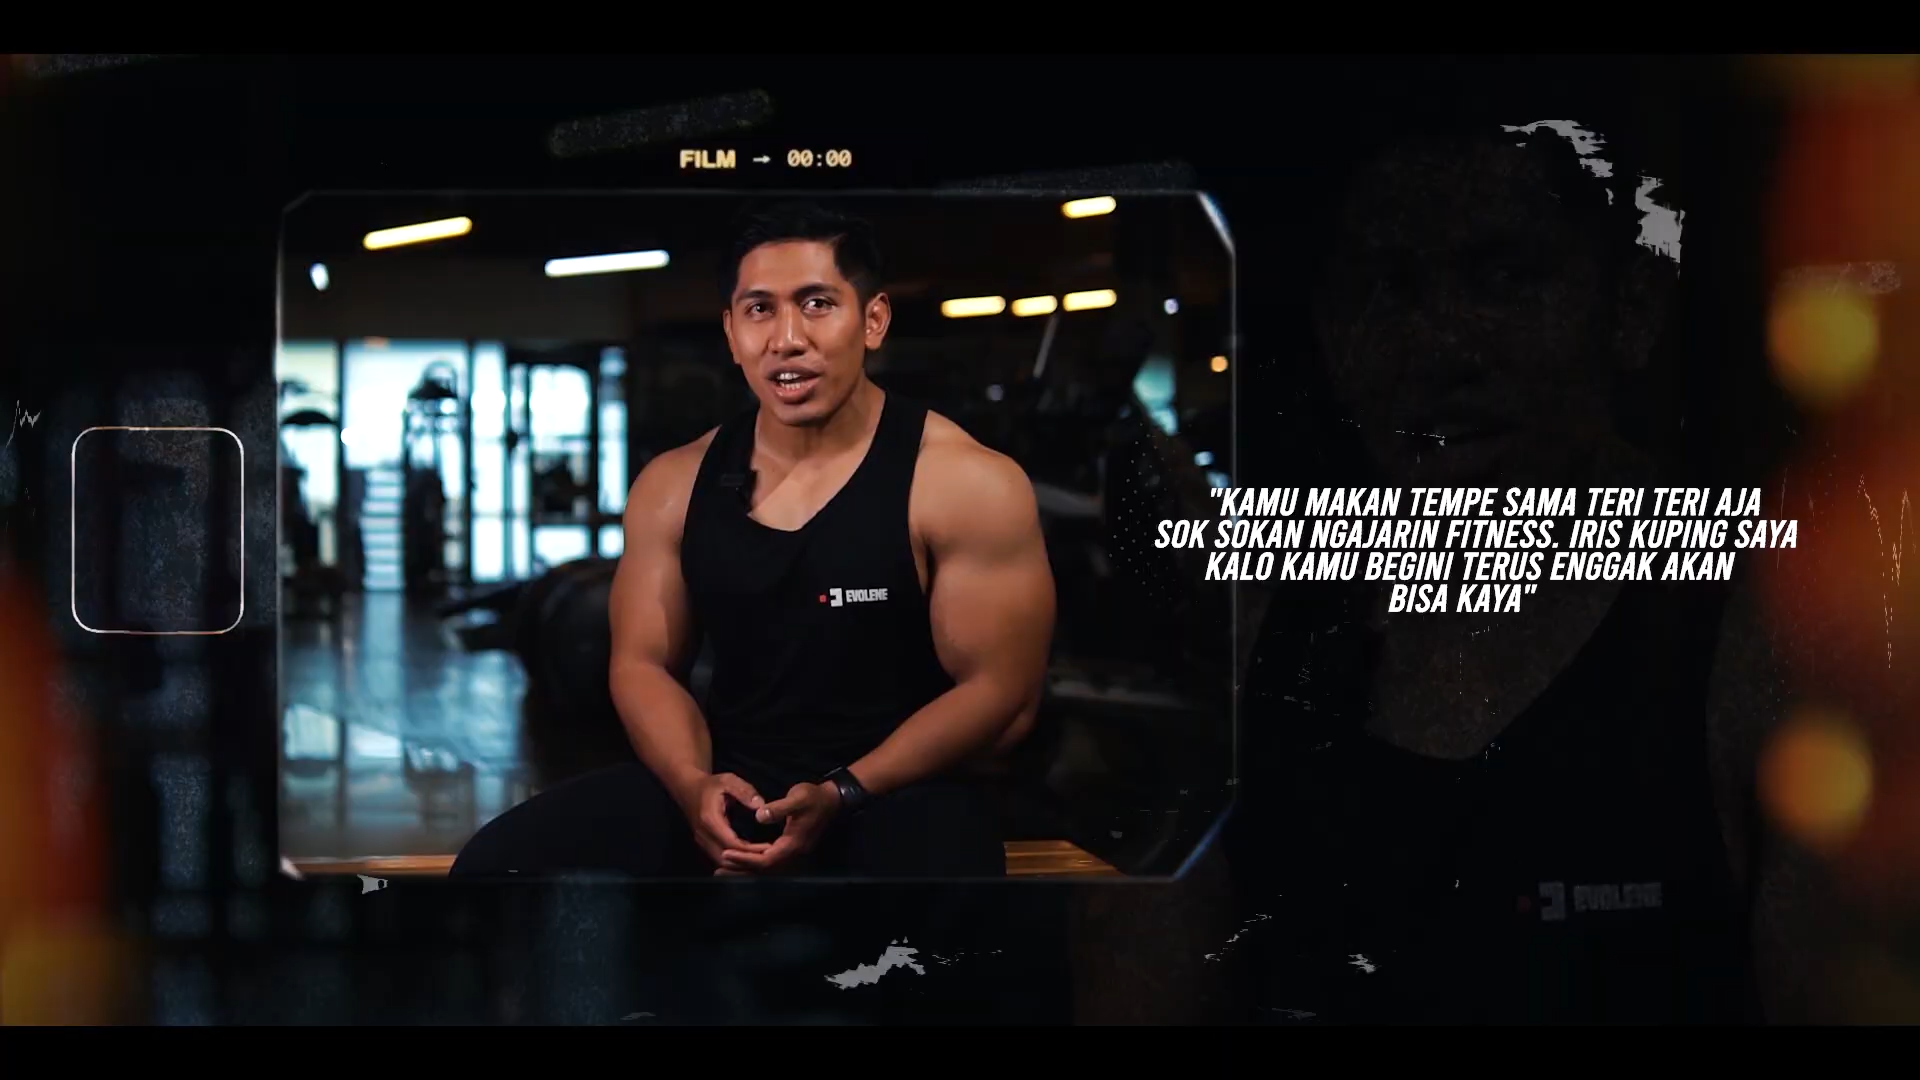 FILM → 00:00
"KAMU MAKAN TEMPE SAMA TERI TERI AJA
SOK SOKAN NGAJARIN FITNESS. IRIS KUPING SAYA
KALO KAMU BEGINI TERUS ENGGAK AKAN
BISA KAYA"
EVOLENE
EVOLENE